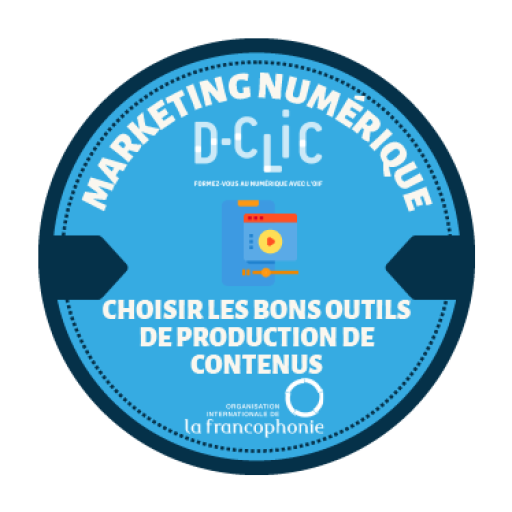 MARKETING NUMÉRIQUE
D-CLiC
FORMEZ-VOUS AU NUMÉRIQUE AVEC L'OIF
CHOISIR LES BONS OUTILS
DE PRODUCTION DE
CONTENUS
ORGANISATION
INTERNATIONALE DE
la francophonie